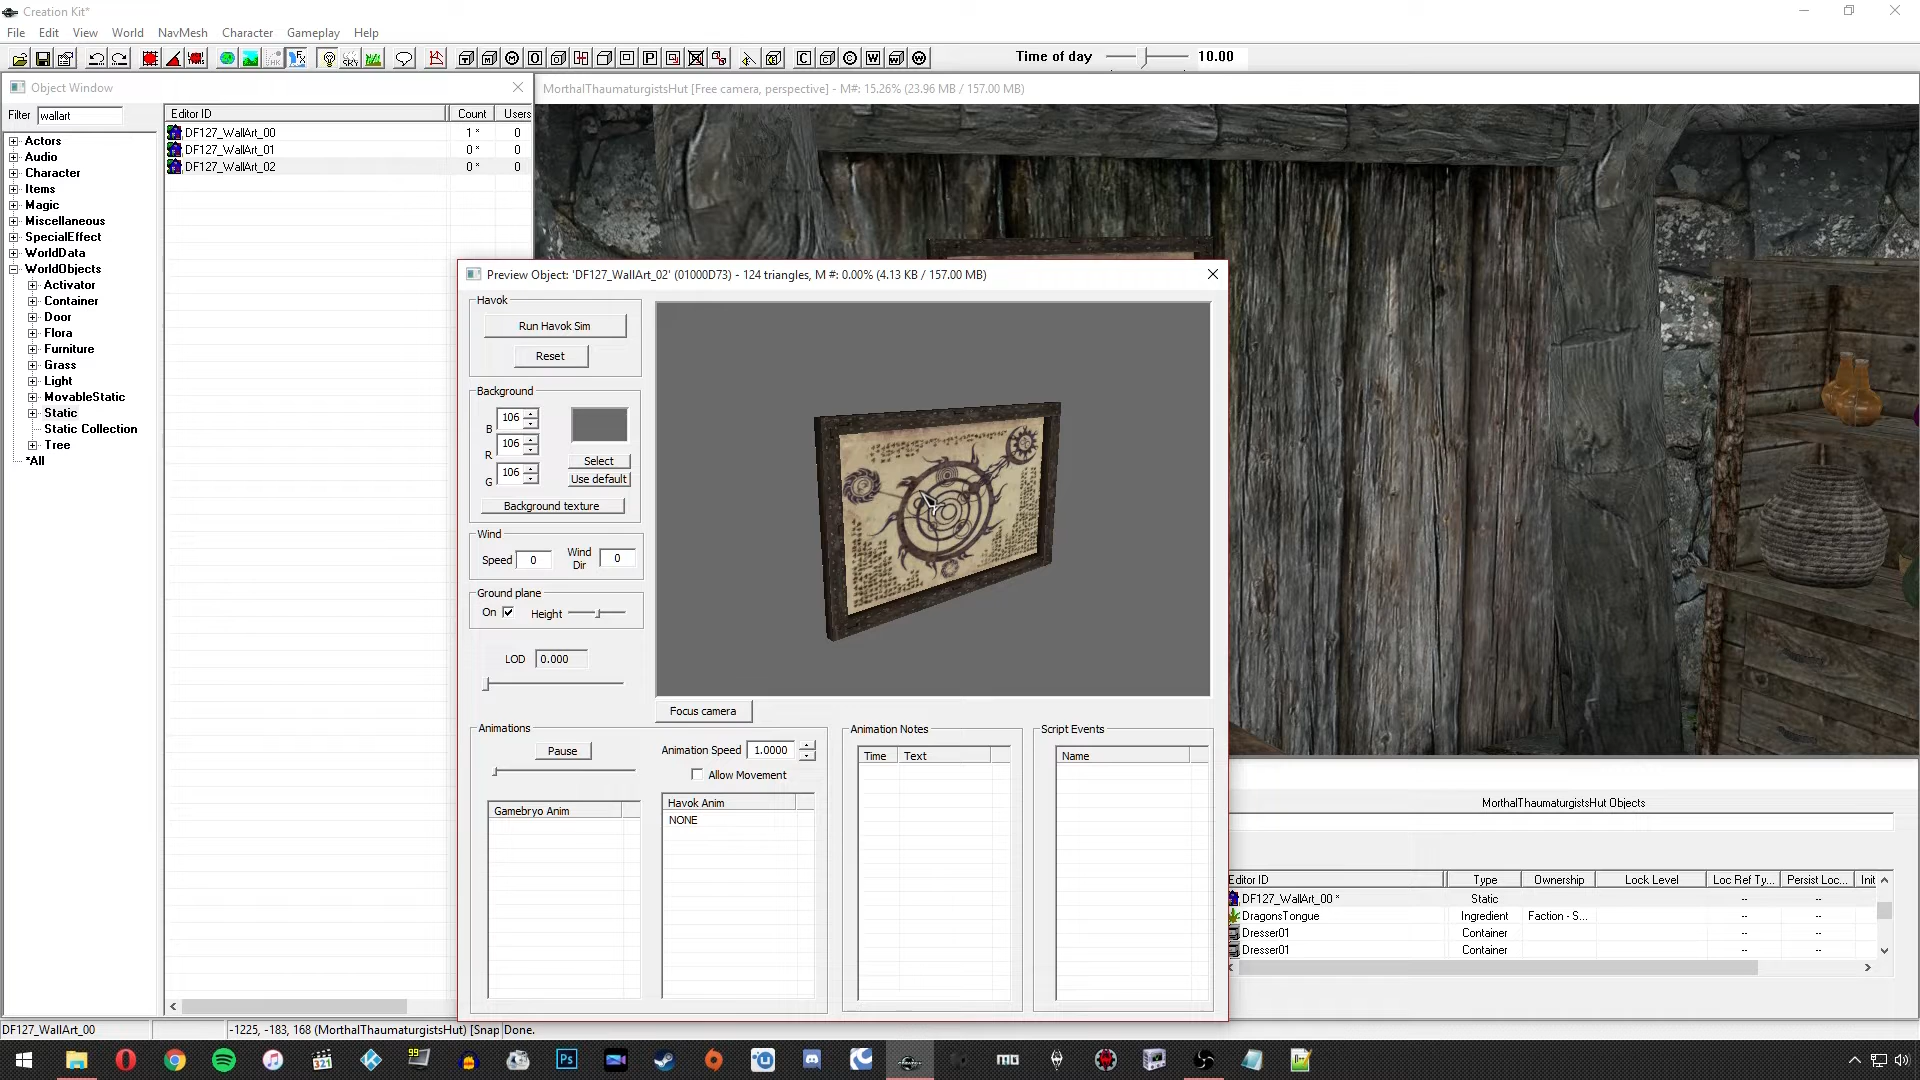 Creation Kit*
File Edit View World NavMesh Character Gameplay Help
Time of day 10.00
Object Window
MorthalThaumaturgistsHut [Free camera, perspective] - M#: 15.26% (23.96 MB / 157.00 MB)
Filter wallart
Editor ID Count Users
DF127_WallArt_00 1 * 0
DF127_WallArt_01 0 * 0
DF127_WallArt_02 0 * 0
Actors
Audio
Character
Items
Magic
Miscellaneous
SpecialEffect
WorldData
WorldObjects
Activator
Container
Door
Flora
Furniture
Grass
Light
MovableStatic
Static
Static Collection
Tree
*All
Preview Object: 'DF127_WallArt_02' (01000D73) - 124 triangles, M #: 0.00% (4.13 KB / 157.00 MB)
Havok
Run Havok Sim
Reset
Background
B 106
R 106
G 106
Select
Use default
Background texture
Wind
Speed 0 Wind Dir 0
Ground plane
On Height
LOD 0.000
Focus camera
Animations
Pause
Animation Speed 1.0000
Allow Movement
Gamebryo Anim
Havok Anim
NONE
Animation Notes
Time Text
Script Events
Name
MorthalThaumaturgistsHut Objects
Editor ID Type Ownership Lock Level Loc Ref Ty... Persist Loc... Init
DF127_WallArt_00 * Static -- --
DragonsTongue Ingredient Faction - S... -- --
Dresser01 Container -- --
Dresser01 Container -- --
DF127_WallArt_00 -1225, -183, 168 (MorthalThaumaturgistsHut) [Snap Done.